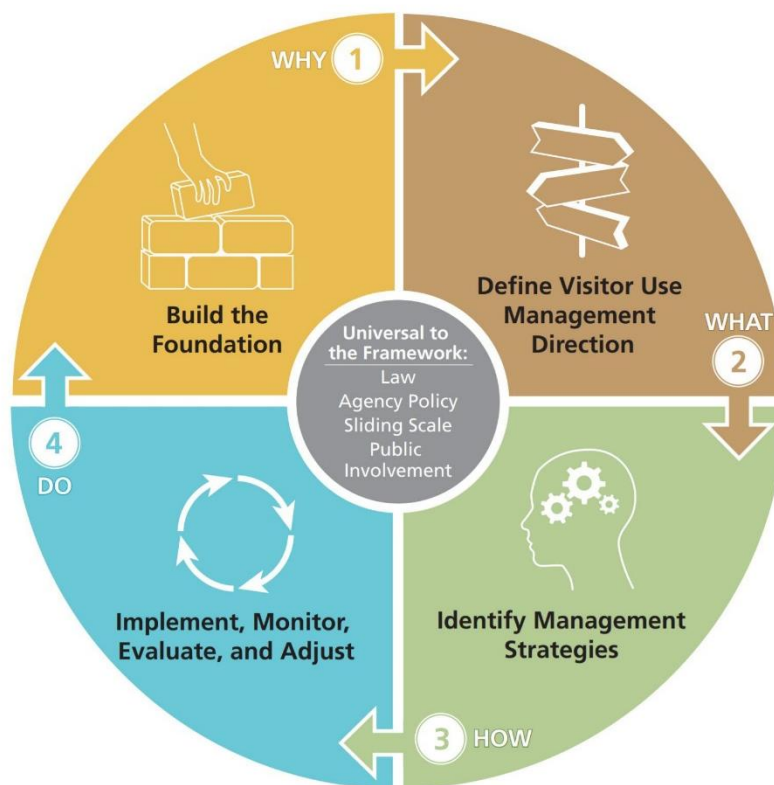 WHY 1
Build the
Foundation
Define Visitor Use
Management
Direction
WHAT
2
Universal to
the Framework:
Law
Agency Policy
Sliding Scale
Public
Involvement
Identify Management
Strategies
3 HOW
4
DO
Implement, Monitor,
Evaluate, and Adjust